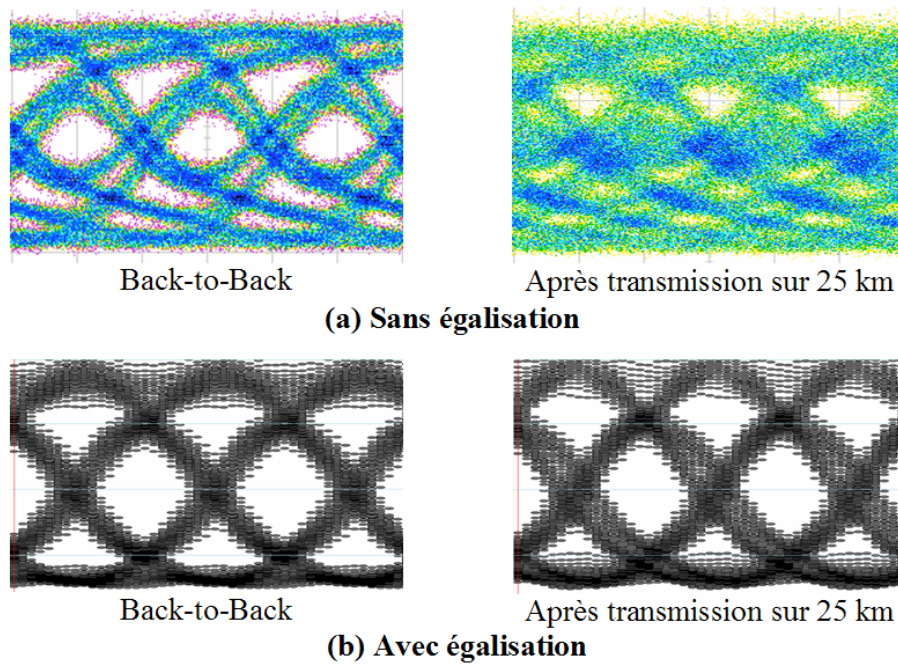 Back-to-Back
Après transmission sur 25 km
(a) Sans égalisation
Back-to-Back
Après transmission sur 25 km
(b) Avec égalisation